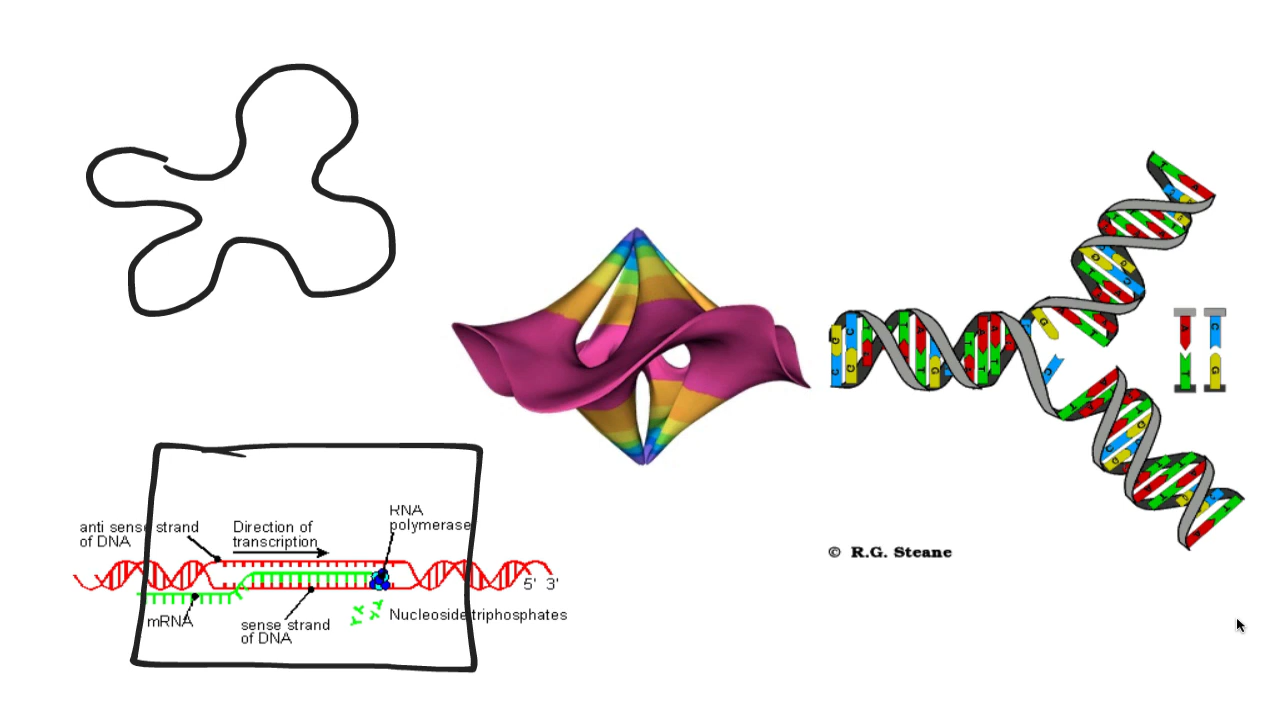 anti sense strand
of DNA
Direction of
transcription
RNA
polymerase
5' 3'
mRNA
sense strand
of DNA
Nucleoside triphosphates
© R.G. Steane
A
T
C
G